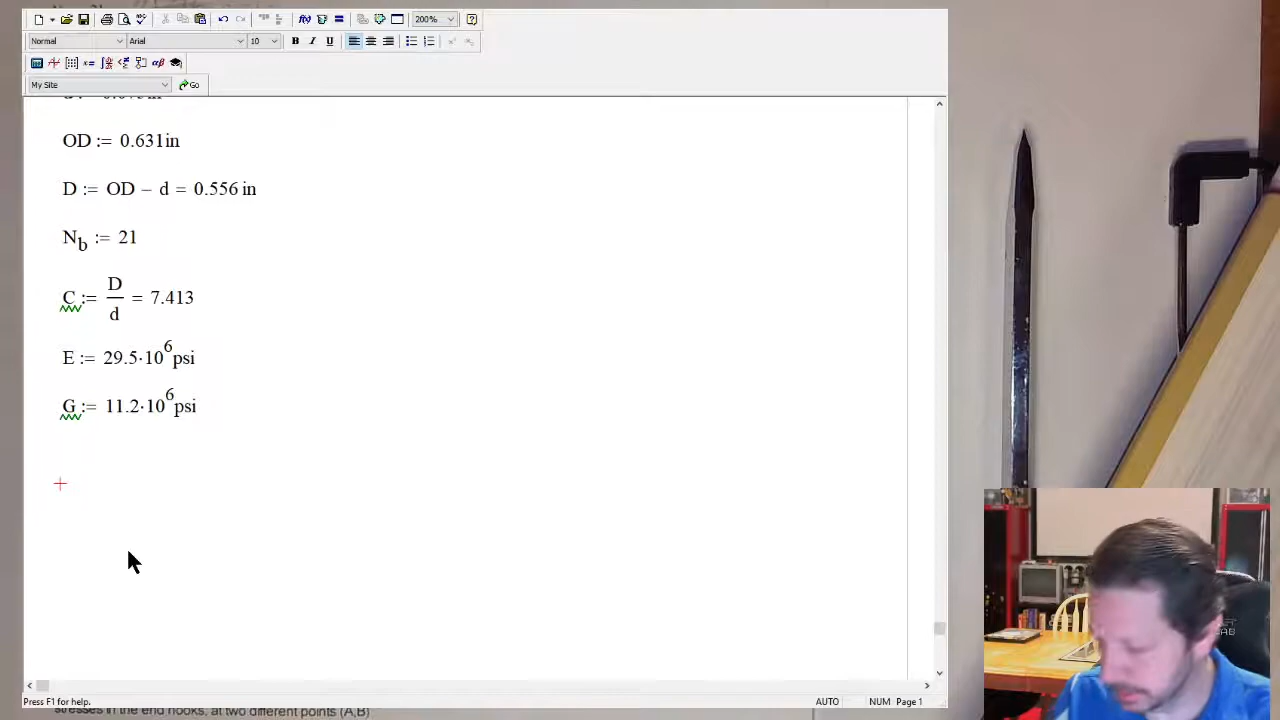 200%
Normal Arial 10 B I U
My Site Go
OD := 0.631in
D := OD − d = 0.556 in
N_b := 21
C := D/d = 7.413
E := 29.5·10^6 psi
G := 11.2·10^6 psi
Press F1 for help. AUTO NUM Page 1
stresses in the end hooks, at two different points (A,B)